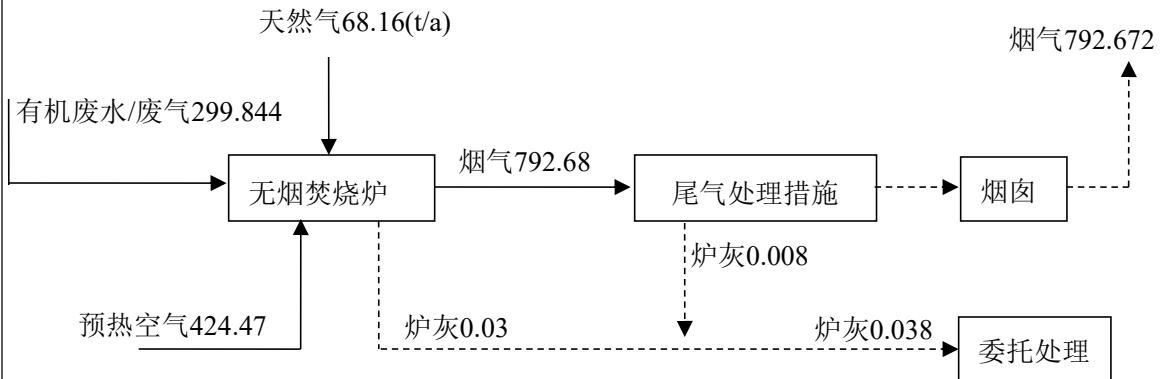 天然气68.16(t/a)
烟气792.672
有机废水/废气299.844
烟气792.68
无烟焚烧炉
尾气处理措施
烟囱
炉灰0.008
预热空气424.47
炉灰0.03
炉灰0.038
委托处理